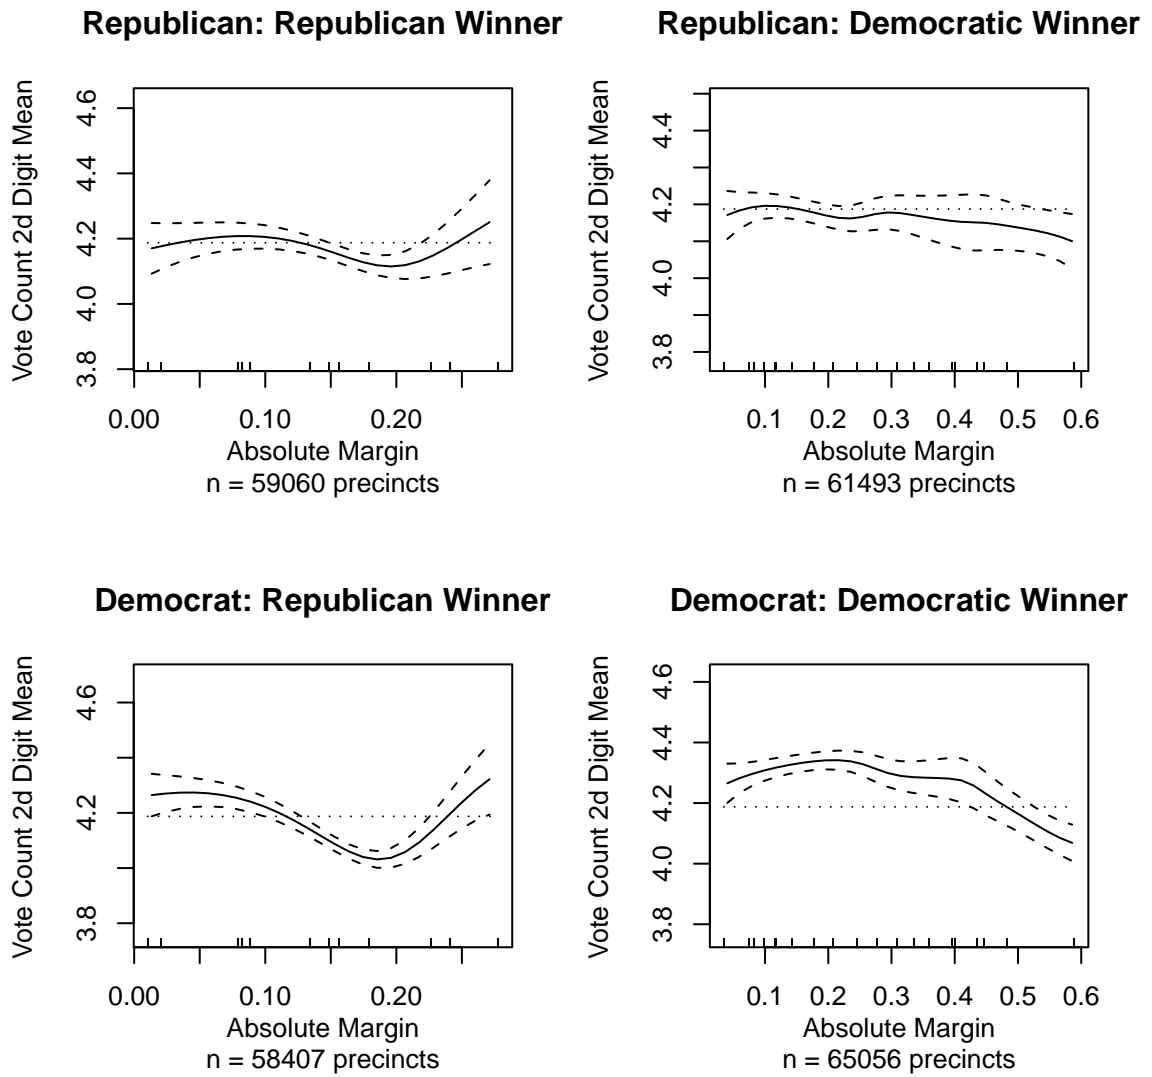 Republican: Republican Winner
Vote Count 2d Digit Mean
4.6
4.4
4.2
4.0
3.8
0.00 0.10 0.20
Absolute Margin
n = 59060 precincts
Republican: Democratic Winner
Vote Count 2d Digit Mean
4.4
4.2
4.0
3.8
0.1 0.2 0.3 0.4 0.5 0.6
Absolute Margin
n = 61493 precincts
Democrat: Republican Winner
Vote Count 2d Digit Mean
4.6
4.2
3.8
0.00 0.10 0.20
Absolute Margin
n = 58407 precincts
Democrat: Democratic Winner
Vote Count 2d Digit Mean
4.6
4.4
4.2
4.0
3.8
0.1 0.2 0.3 0.4 0.5 0.6
Absolute Margin
n = 65056 precincts